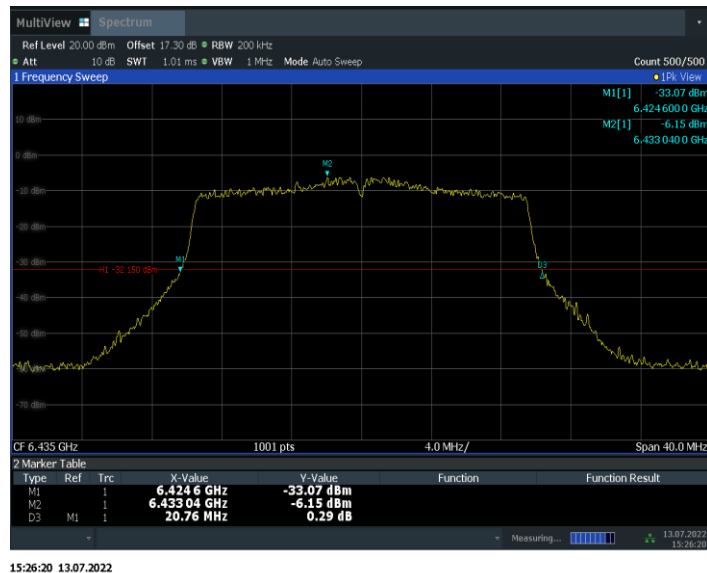 MultiView Spectrum
Ref Level 20.00 dBm Offset 17.30 dB RBW 200 kHz
Att 10 dB SWT 1.01 ms VBW 1 MHz Mode Auto Sweep Count 500/500
1 Frequency Sweep 1Pk View
M1[1] -33.07 dBm
6.424 600 0 GHz
10 dBm
M2[1] -6.15 dBm
6.433 040 0 GHz
0 dBm
M2
-10 dBm
-20 dBm
-30 dBm
M1
D3
H1 -32.150 dBm
-40 dBm
-50 dBm
-70 dBm
CF 6.435 GHz 1001 pts 4.0 MHz/ Span 40.0 MHz
2 Marker Table
Type Ref Trc X-Value Y-Value Function Function Result
M1 1 6.424 6 GHz -33.07 dBm
M2 1 6.433 04 GHz -6.15 dBm
D3 M1 1 20.76 MHz 0.29 dB
Measuring... 13.07.2022
15:26:20
15:26:20 13.07.2022